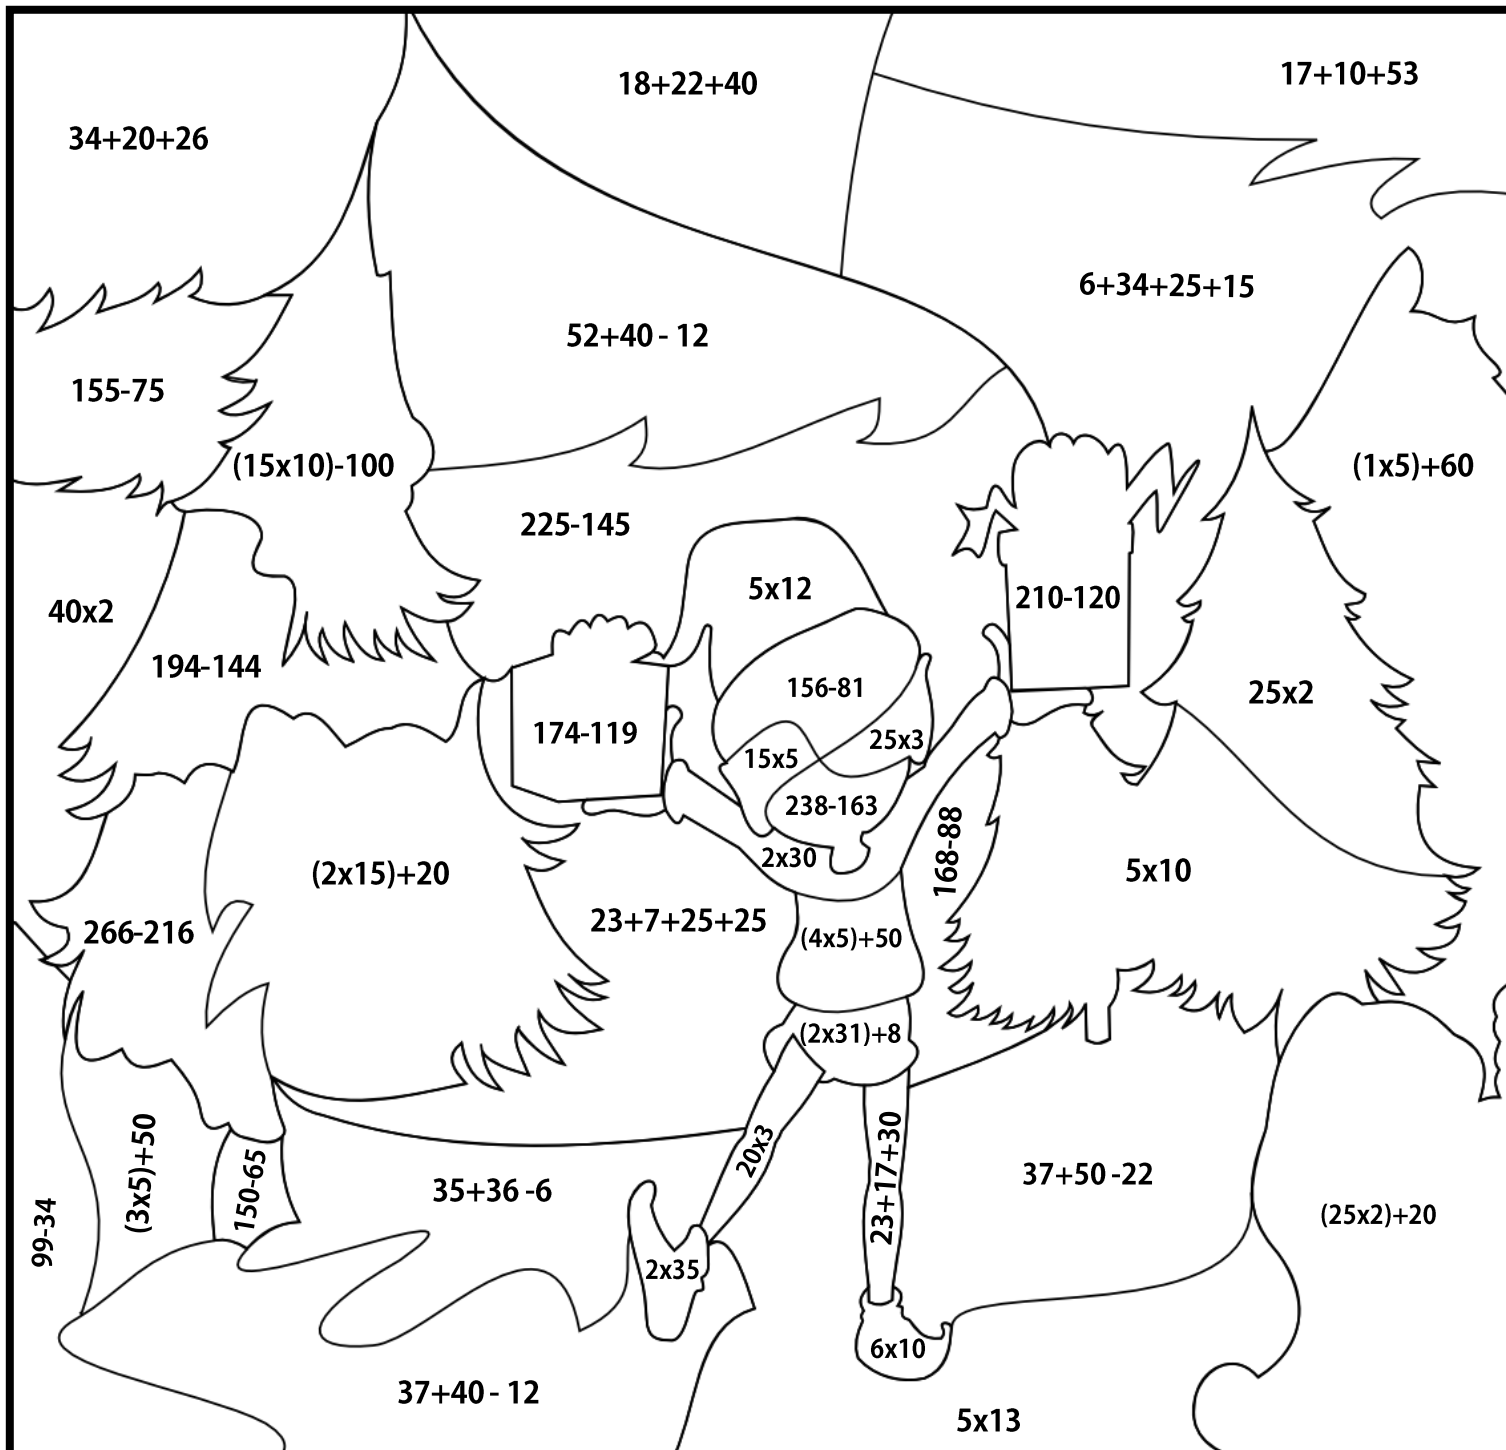 17+10+53
18+22+40
34+20+26
6+34+25+15
52+40 - 12
155-75
(15x10)-100
(1x5)+60
225-145
5x12
210-120
40x2
194-144
156-81
25x2
174-119
25x3
15x5
238-163
2x30
168-88
5x10
(2x15)+20
23+7+25+25
266-216
(4x5)+50
(2x31)+8
20x3
23+17+30
(3x5)+50
150-65
35+36 -6
37+50 -22
(25x2)+20
99-34
2x35
6x10
37+40 - 12
5x13